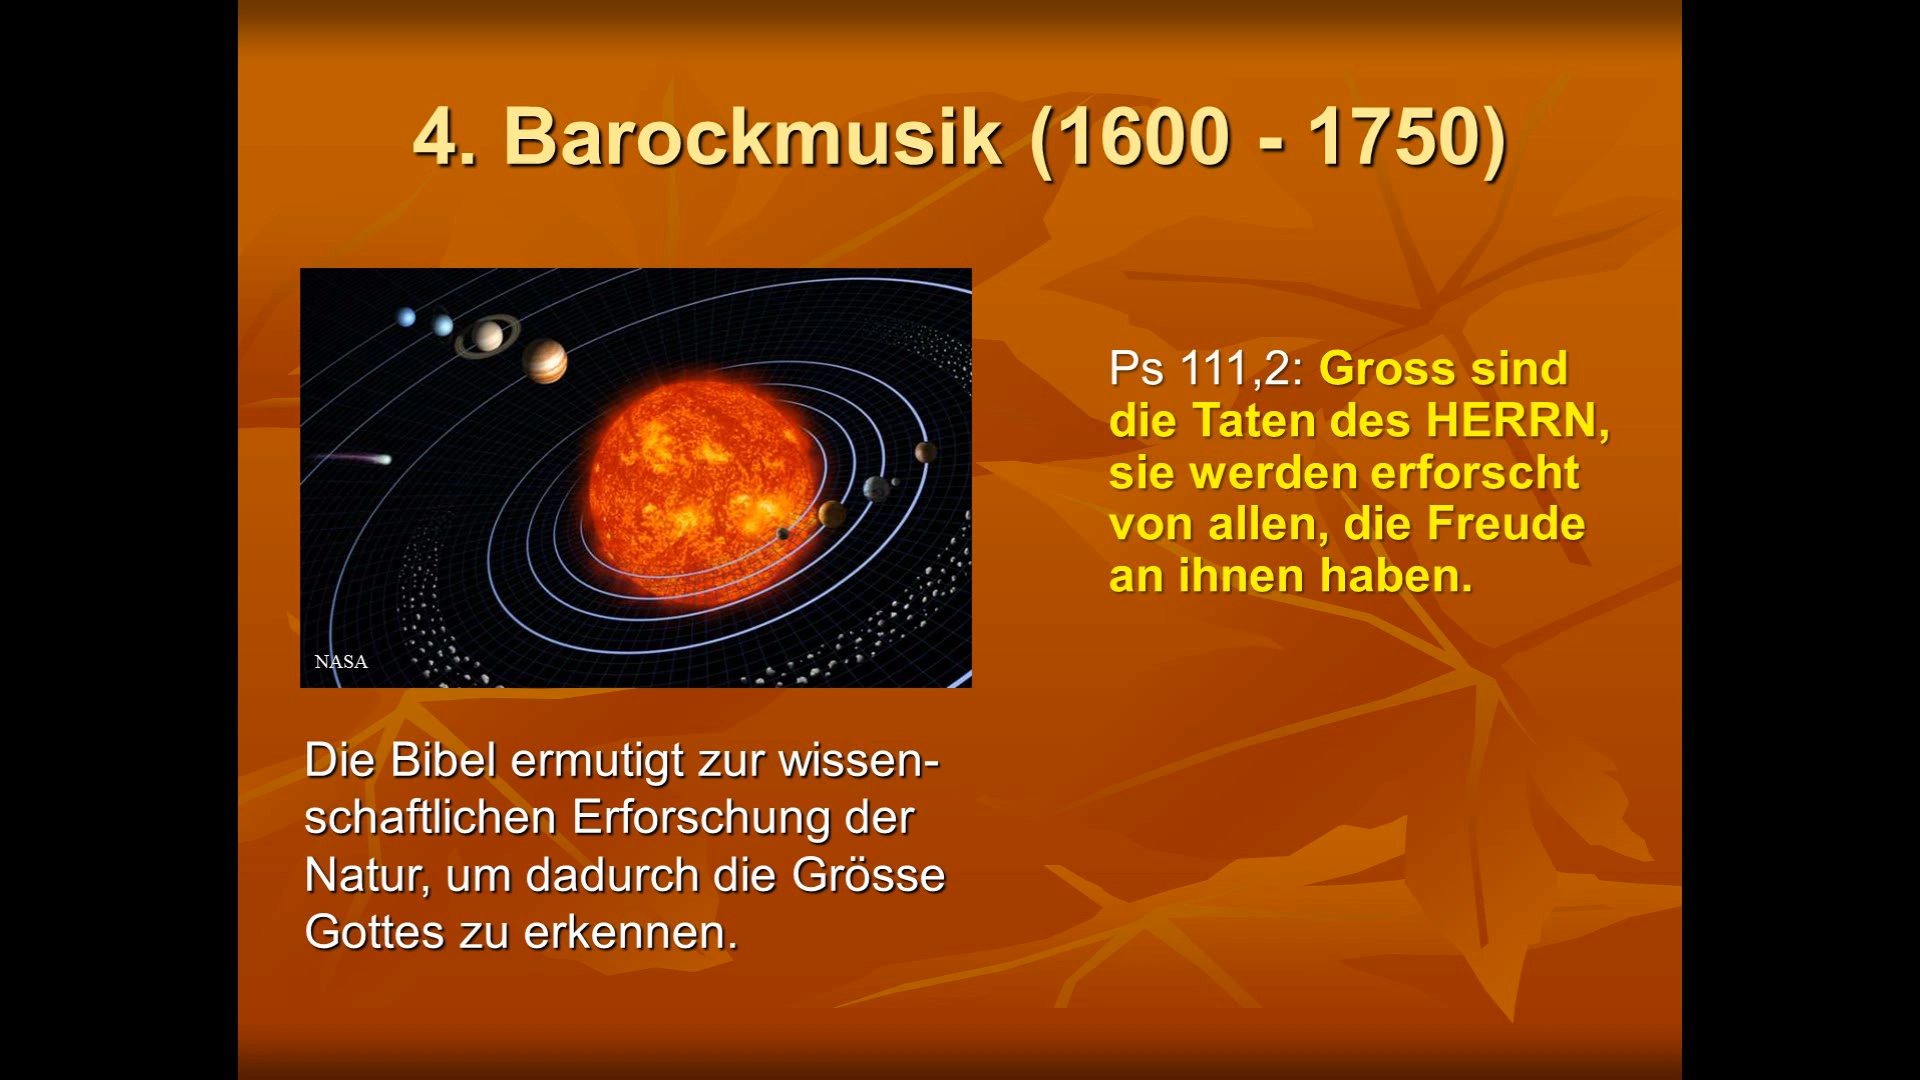 4. Barockmusik (1600 - 1750)
NASA
Die Bibel ermutigt zur wissen-
schaftlichen Erforschung der
Natur, um dadurch die Grösse
Gottes zu erkennen.
Ps 111,2: Gross sind
die Taten des HERRN,
sie werden erforscht
von allen, die Freude
an ihnen haben.